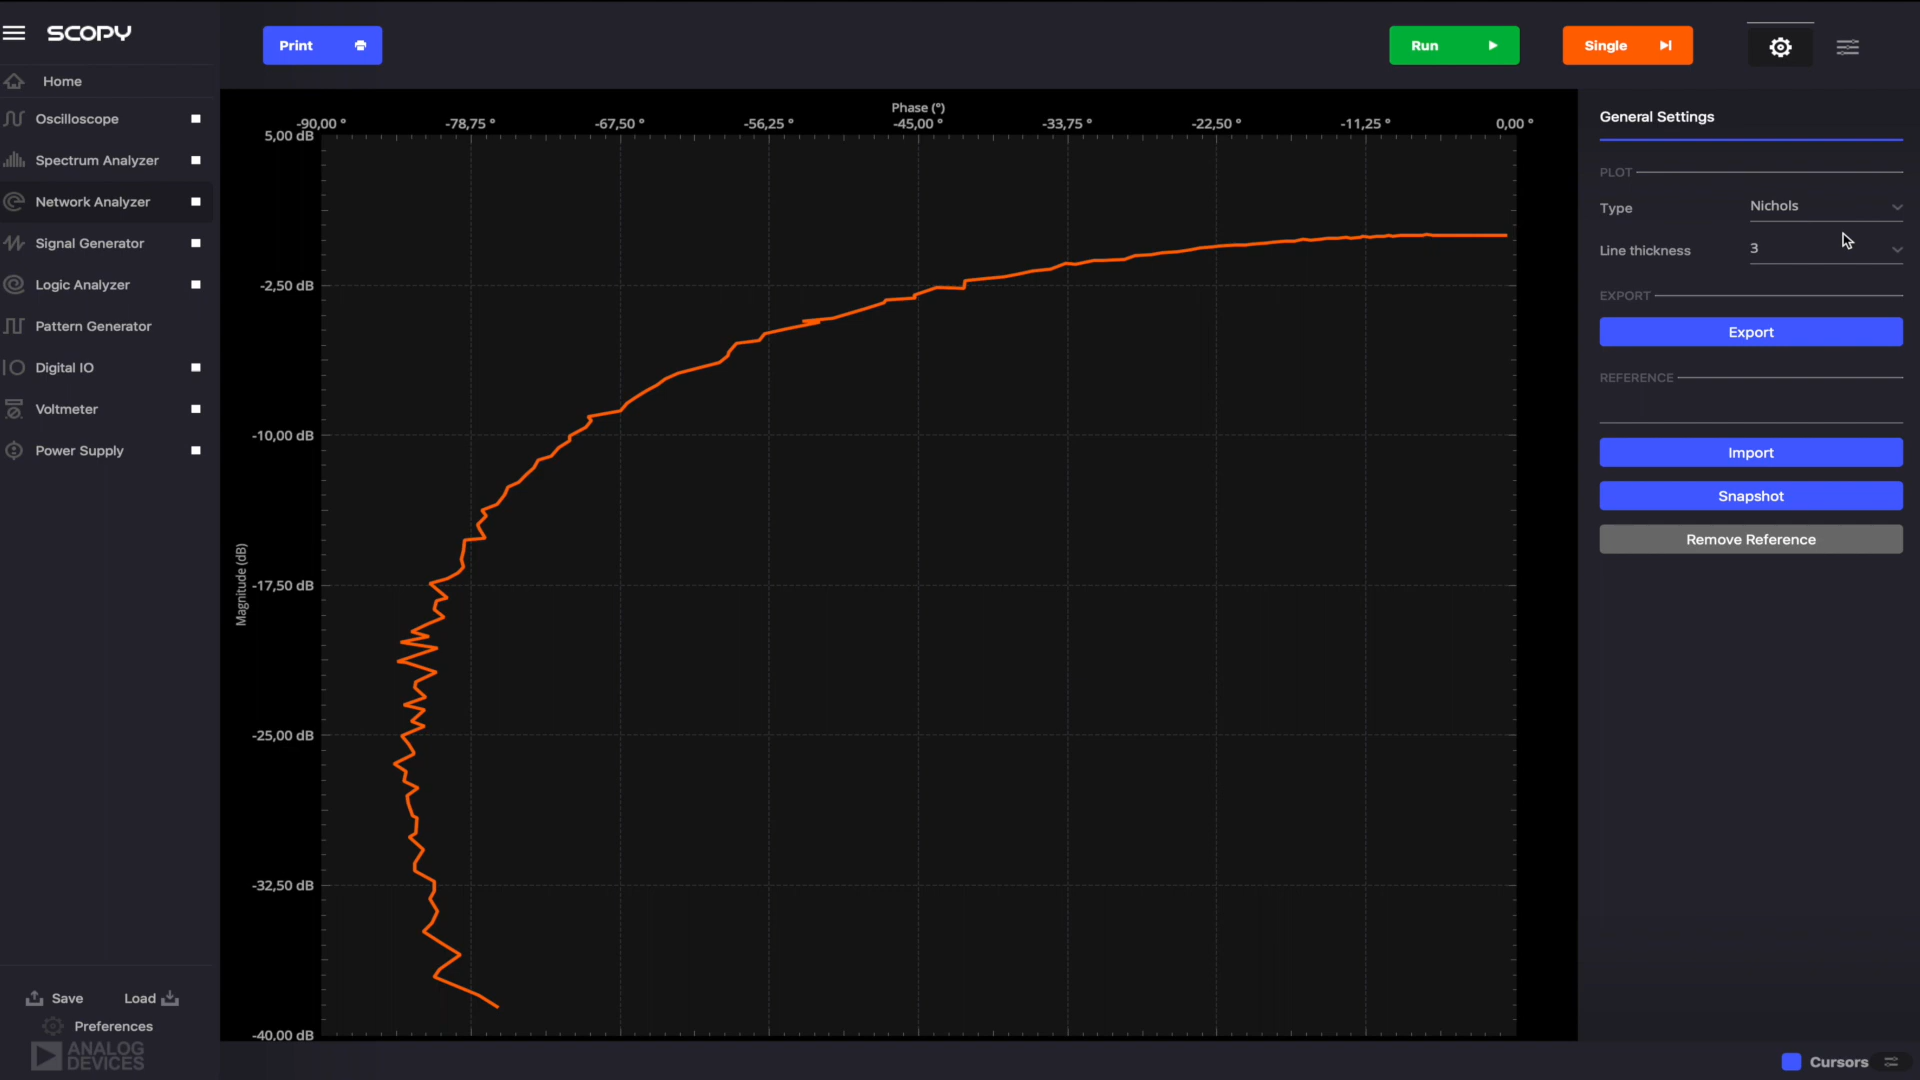 SCOPY
Print
Run
Single
Home
Oscilloscope
Spectrum Analyzer
Network Analyzer
Signal Generator
Logic Analyzer
Pattern Generator
Digital IO
Voltmeter
Power Supply
Save Load
Preferences
ANALOG
DEVICES
Phase (°)
-90,00 ° -78,75 ° -67,50 ° -56,25 ° -45,00 ° -33,75 ° -22,50 ° -11,25 ° 0,00 °
5,00 dB
-2,50 dB
-10,00 dB
-17,50 dB
-25,00 dB
-32,50 dB
-40,00 dB
Magnitude (dB)
General Settings
PLOT
Type Nichols
Line thickness 3
EXPORT
Export
REFERENCE
Import
Snapshot
Remove Reference
Cursors